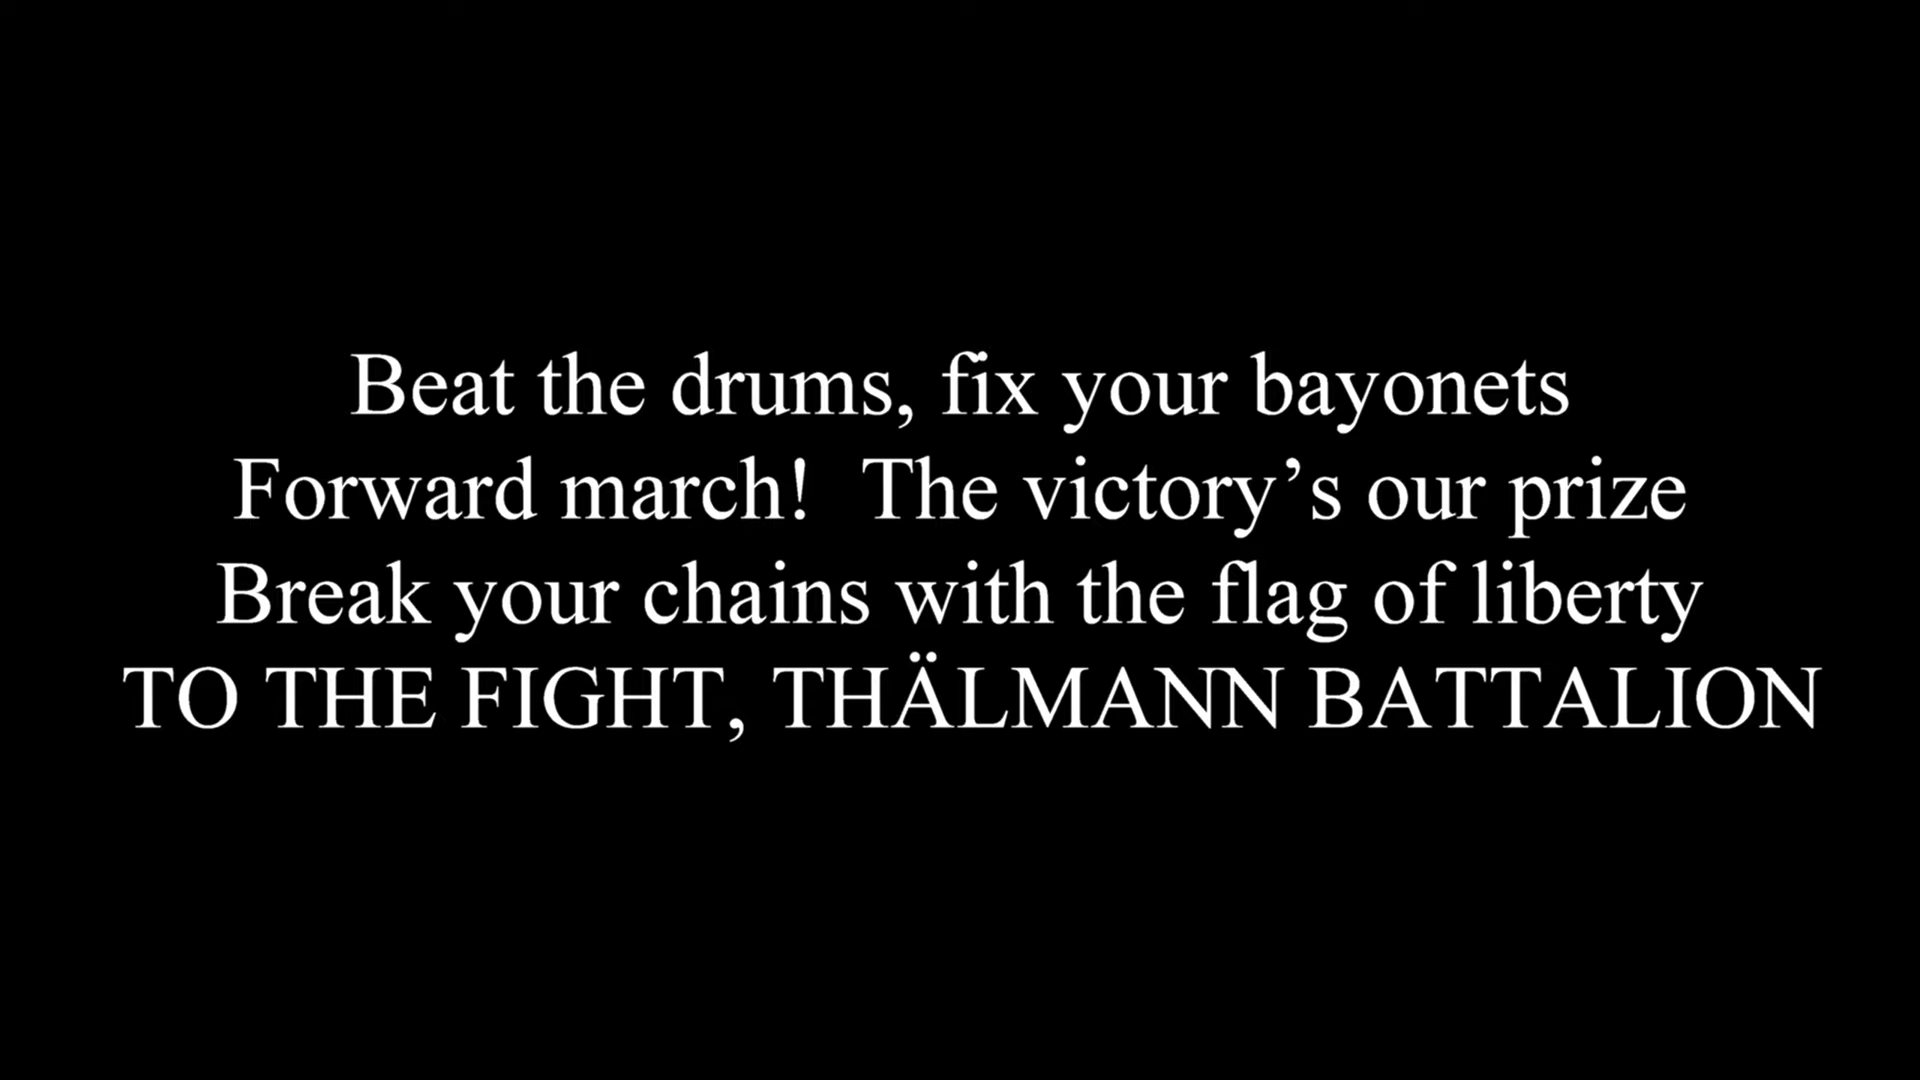 Beat the drums, fix your bayonets
Forward march!  The victory’s our prize
Break your chains with the flag of liberty
TO THE FIGHT, THÄLMANN BATTALION